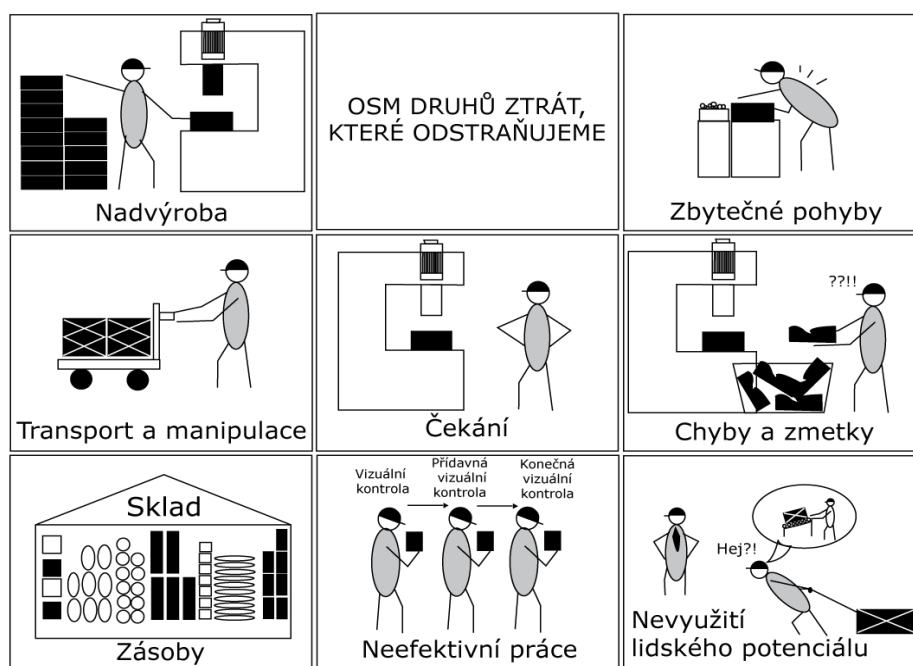 Nadvýroba
OSM DRUHŮ ZTRÁT,
KTERÉ ODSTRAŇUJEME
Zbytečné pohyby
Transport a manipulace
Čekání
??!!
Chyby a zmetky
Sklad
Zásoby
Vizuální
kontrola
Přídavná
vizuální
kontrola
Konečná
vizuální
kontrola
Neefektivní práce
Hej?!
Nevyužití
lidského potenciálu